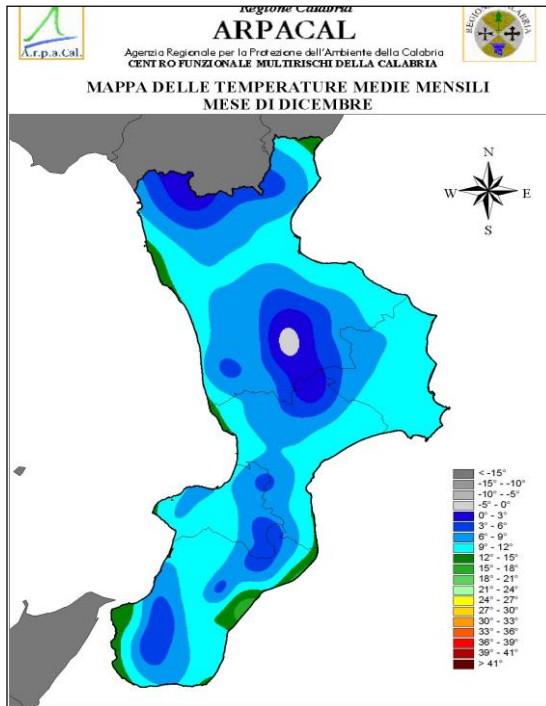 Regione Calabria
ARPACAL
Agenzia Regionale per la Protezione dell'Ambiente della Calabria
CENTRO FUNZIONALE MULTIRISCHI DELLA CALABRIA
A.r.p.a.Cal.
MAPPA DELLE TEMPERATURE MEDIE MENSILI
MESE DI DICEMBRE
N
W E
S
< -15°
-15° - -10°
-10° - -5°
-5° - 0°
0° - 3°
3° - 6°
6° - 9°
9° - 12°
12° - 15°
15° - 18°
18° - 21°
21° - 24°
24° - 27°
27° - 30°
30° - 33°
33° - 36°
36° - 39°
39° - 41°
> 41°